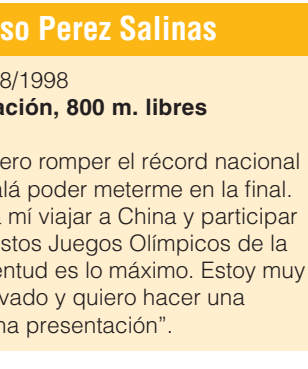 so Perez Salinas
8/1998
ación, 800 m. libres
ero romper el récord nacional
alá poder meterme en la final.
a mí viajar a China y participar
stos Juegos Olímpicos de la
entud es lo máximo. Estoy muy
vado y quiero hacer una
na presentación”.